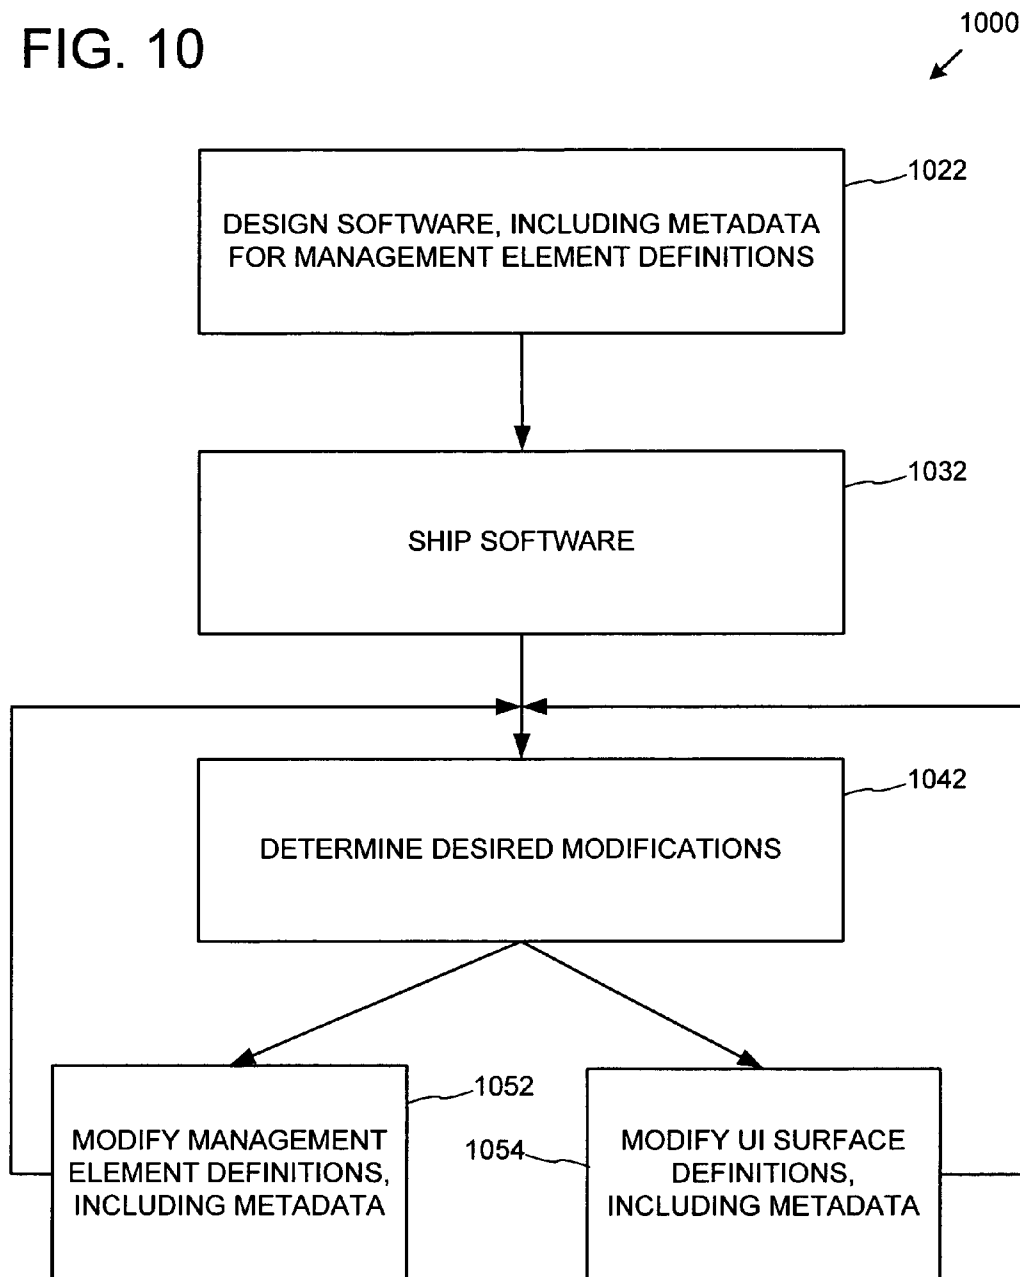 FIG. 10
1000
1022
DESIGN SOFTWARE, INCLUDING METADATA
FOR MANAGEMENT ELEMENT DEFINITIONS
1032
SHIP SOFTWARE
1042
DETERMINE DESIRED MODIFICATIONS
1052
MODIFY MANAGEMENT
ELEMENT DEFINITIONS,
INCLUDING METADATA
1054
MODIFY UI SURFACE
DEFINITIONS,
INCLUDING METADATA